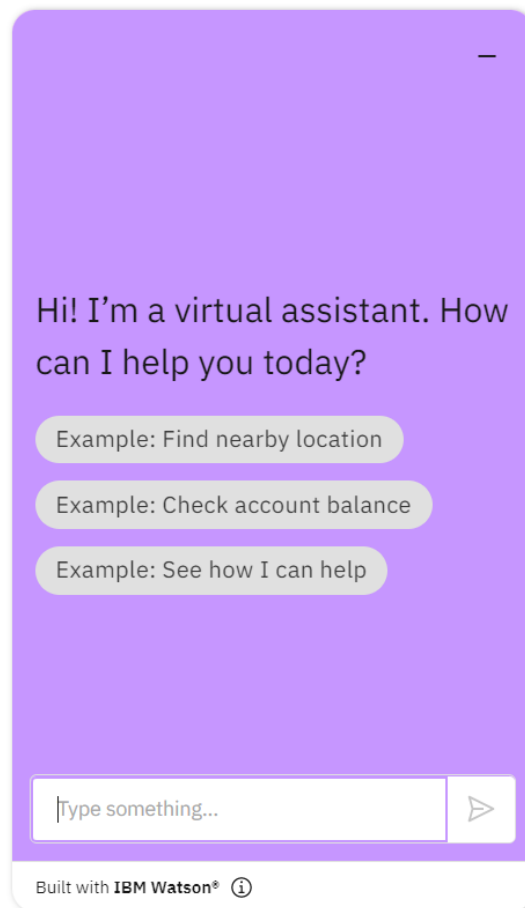 Hi! I’m a virtual assistant. How
can I help you today?
Example: Find nearby location
Example: Check account balance
Example: See how I can help
Type something...
Built with IBM Watson®